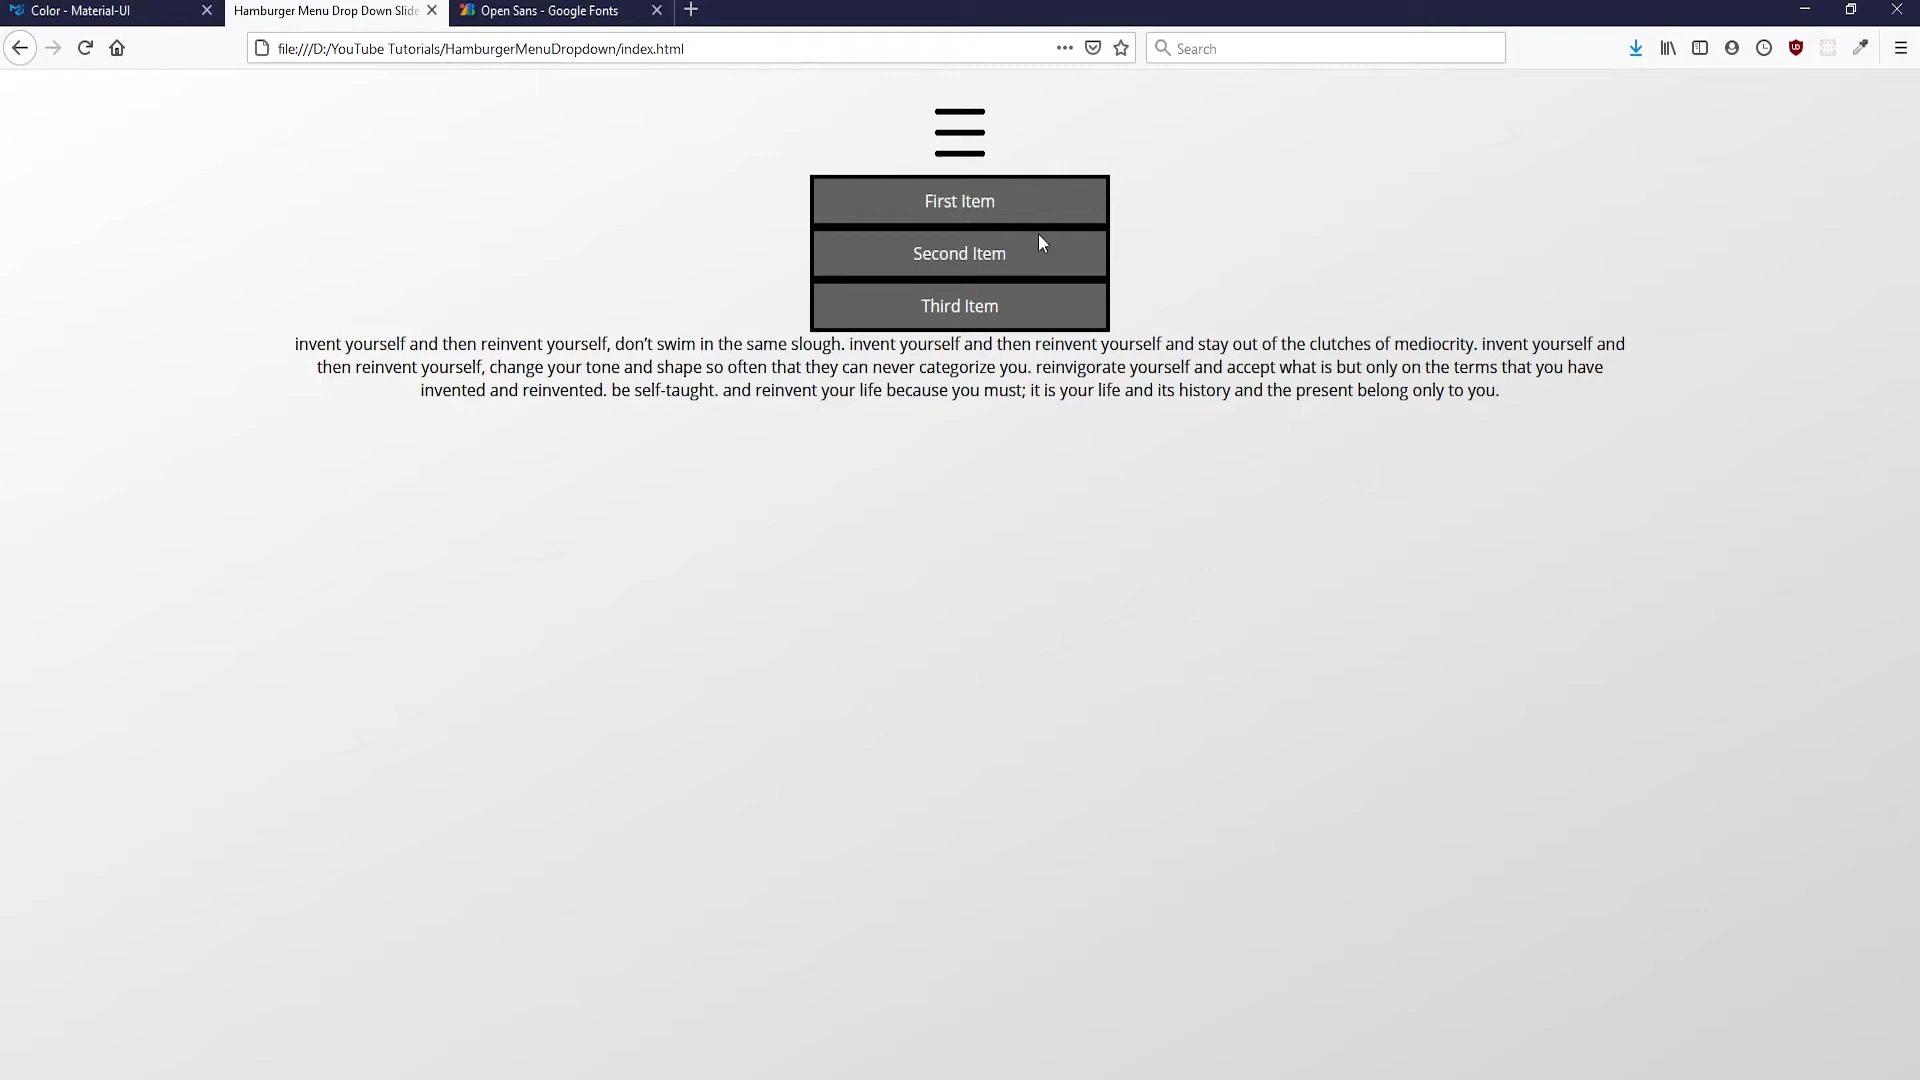 Color - Material-UI
Hamburger Menu Drop Down Slide
Open Sans - Google Fonts
file:///D:/YouTube Tutorials/HamburgerMenuDropdown/index.html
Search
First Item
Second Item
Third Item
invent yourself and then reinvent yourself, don’t swim in the same slough. invent yourself and then reinvent yourself and stay out of the clutches of mediocrity. invent yourself and
then reinvent yourself, change your tone and shape so often that they can never categorize you. reinvigorate yourself and accept what is but only on the terms that you have
invented and reinvented. be self-taught. and reinvent your life because you must; it is your life and its history and the present belong only to you.